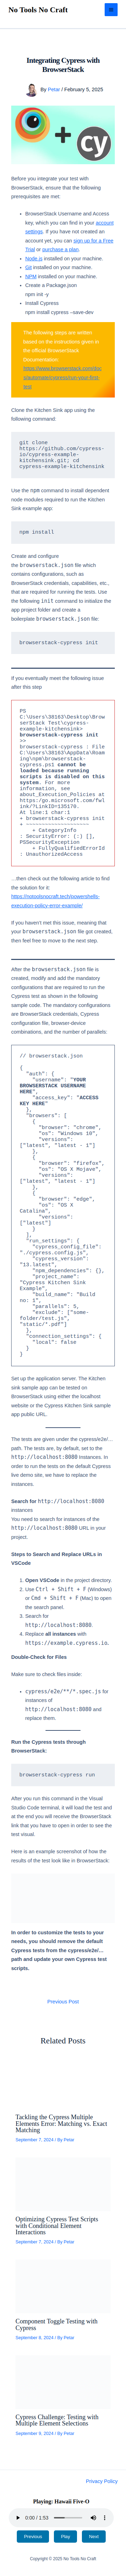 No Tools No Craft
Integrating Cypress with
BrowserStack
By Petar / February 5, 2025
cy
Before you integrate your test with
BrowserStack, ensure that the following
prerequisites are met:
BrowserStack Username and Access
Key, which you can find in your account
settings. If you have not created an
account yet, you can sign up for a Free
Trial or purchase a plan.
Node.js installed on your machine.
Git installed on your machine.
NPM installed on your machine.
Create a Package.json
npm init -y
Install Cypress
npm install cypress –save-dev
The following steps are written
based on the instructions given in
the official BrowserStack
Documentation:
https://www.browserstack.com/docs/automate/cypress/run-your-first-test
Clone the Kitchen Sink app using the
following command:
git clone
https://github.com/cypress-
io/cypress-example-
kitchensink.git; cd
cypress-example-kitchensink
Use the npm command to install dependent
node modules that are required to run the
Kitchen Sink example app:
npm install
Create and configure
the browserstack.json file which
contains configurations, such as
BrowserStack credentials, capabilities, etc.,
that are required for running the tests. Use
the following init command to initialize the
app project folder and create a
boilerplate browserstack.json file:
browserstack-cypress init
If you eventually meet the following issue
after this step
PS
C:\Users\38163\Desktop\Brow
serStack Test\cypress-
example-kitchensink>
browserstack-cypress init
>>
browserstack-cypress : File
C:\Users\38163\AppData\Roam
ing\npm\browserstack-
cypress.ps1 cannot be
loaded because running
scripts is disabled on this
system. For more
information, see
about_Execution_Policies at
https:/go.microsoft.com/fwl
ink/?LinkID=135170.
At line:1 char:1
+ browserstack-cypress init
+ ~~~~~~~~~~~~~~~~~~~~
+ CategoryInfo
: SecurityError: (:) [],
PSSecurityException
+ FullyQualifiedErrorId
: UnauthorizedAccess
…then check the following article to find
the solution for it:
https://notoolsnocraft.tech/powershells-
execution-policy-error-example/
If you haven't met this issue, meaning that
your browserstack.json file got created,
then feel free to move to the next step.
After the browserstack.json file is
created, modify and add the mandatory
configurations that are required to run your
Cypress test as shown in the following
sample code. The mandatory configurations
are BrowserStack credentials, Cypress
configuration file, browser-device
combinations, and the number of parallels:
// browserstack.json
{
"auth": {
"username": "YOUR
BROWSERSTACK USERNAME
HERE",
"access_key": "ACCESS
KEY HERE"
},
"browsers": [
{
"browser": "chrome",
"os": "Windows 10",
"versions":
["latest", "latest - 1"]
},
{
"browser": "firefox",
"os": "OS X Mojave",
"versions":
["latest", "latest - 1"]
},
{
"browser": "edge",
"os": "OS X
Catalina",
"versions":
["latest"]
}
],
"run_settings": {
"cypress_config_file":
"./cypress.config.js",
"cypress_version":
"13.latest",
"npm_dependencies": {},
"project_name":
"Cypress Kitchen Sink
Example",
"build_name": "Build
no: 1",
"parallels": 5,
"exclude": ["some-
folder/test.js",
"static/*.pdf"]
},
"connection_settings": {
"local": false
}
}
Set up the application server. The Kitchen
sink sample app can be tested on
BrowserStack using either the localhost
website or the Cypress Kitchen Sink sample
app public URL.
The tests are given under the cypress/e2e/…
path. The tests are, by default, set to the
http://localhost:8080 instances. In
order to run the tests on the default Cypress
live demo site, we have to replace the
instances.
Search for http://localhost:8080
instances
You need to search for instances of the
http://localhost:8080 URL in your
project.
Steps to Search and Replace URLs in
VSCode
1. Open VSCode in the project directory.
2. Use Ctrl + Shift + F (Windows)
or Cmd + Shift + F (Mac) to open
the search panel.
3. Search for
http://localhost:8080.
4. Replace all instances with
https://example.cypress.io.
Double-Check for Files
Make sure to check files inside:
cypress/e2e/**/*.spec.js for
instances of
http://localhost:8080 and
replace them.
Run the Cypress tests through
BrowserStack:
browserstack-cypress run
After you run this command in the Visual
Studio Code terminal, it will load the test and
at the end you will receive the BrowserStack
link that you have to open in order to see the
test visual
Here is an example screenshot of how the
results of the test look like in BrowserStack:
In order to customize the tests to your
needs, you should remove the default
Cypress tests from the cypress/e2e/…
path and update your own Cypress test
scripts.
Previous Post
Related Posts
Tackling the Cypress Multiple
Elements Error: Matching vs. Exact
Matching
September 7, 2024 / By Petar
Optimizing Cypress Test Scripts
with Conditional Element
Interactions
September 7, 2024 / By Petar
Component Toggle Testing with
Cypress
September 8, 2024 / By Petar
Cypress Challenge: Testing with
Multiple Element Selections
September 9, 2024 / By Petar
Privacy Policy
Playing: Hawaii Five-O
0:00 / 1:53
Previous Play Next
Copyright © 2025 No Tools No Craft